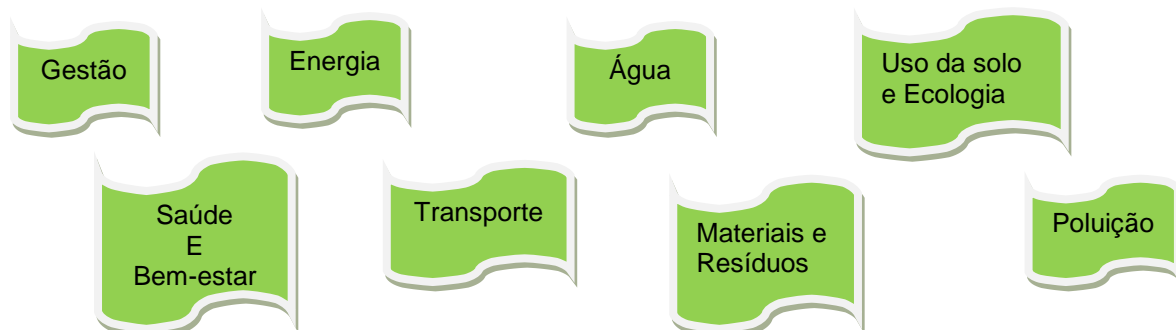 Gestão
Energia
Água
Uso da solo
e Ecologia
Saúde
E
Bem-estar
Transporte
Materiais e
Resíduos
Poluição